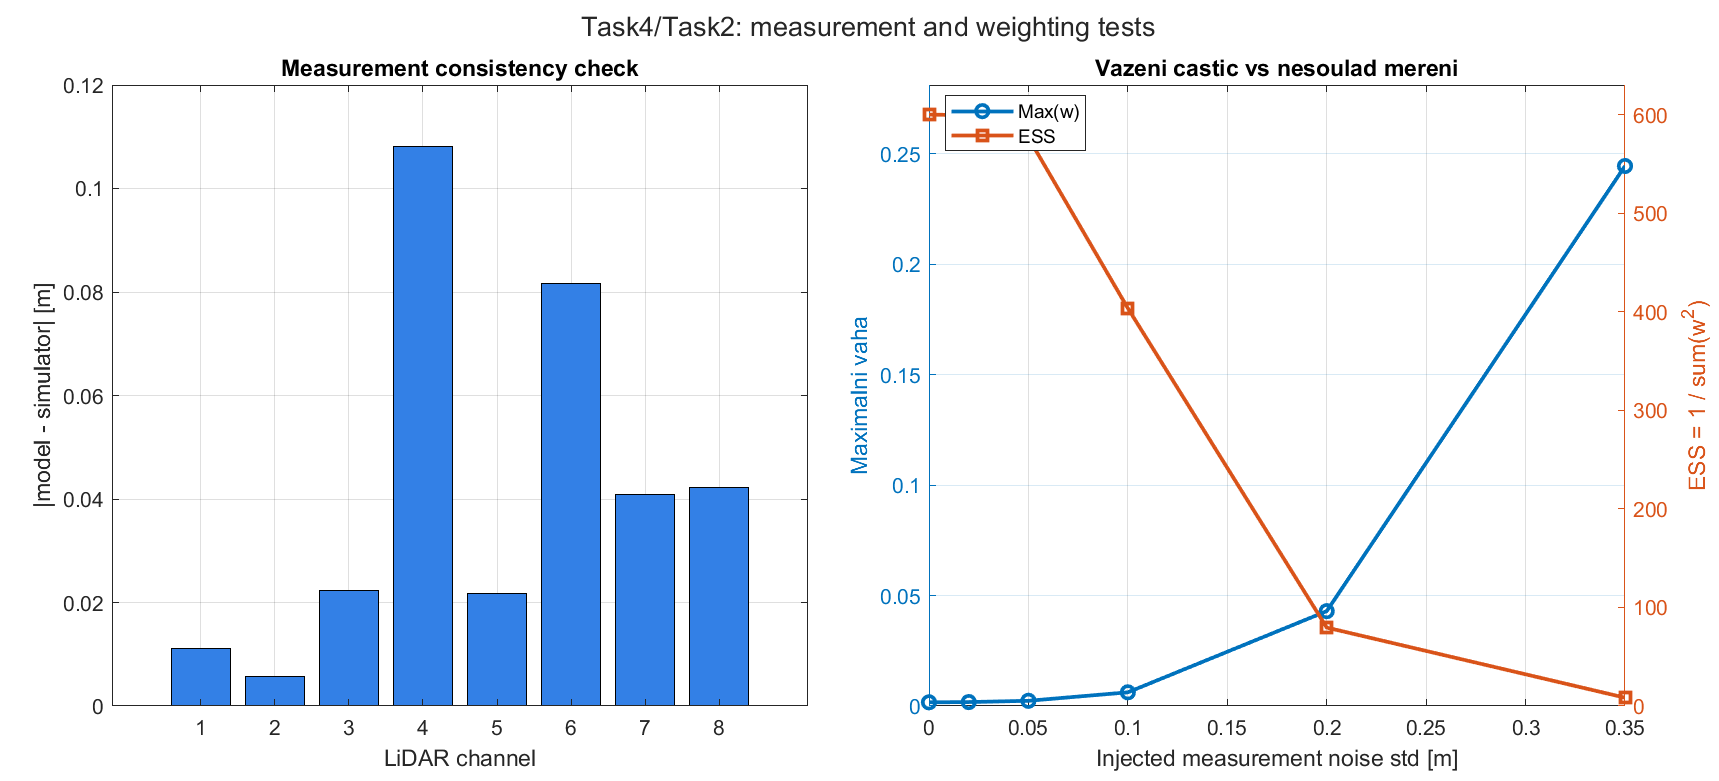 Task4/Task2: measurement and weighting tests
Measurement consistency check
|model - simulator| [m]
0.12
0.1
0.08
0.06
0.04
0.02
0
1 2 3 4 5 6 7 8
LiDAR channel
Vazeni castic vs nesoulad mereni
Max(w)
ESS
Maximalni vaha
0.25
0.2
0.15
0.1
0.05
0
600
500
400
300
200
100
0
ESS = 1 / sum(w²)
0 0.05 0.1 0.15 0.2 0.25 0.3 0.35
Injected measurement noise std [m]